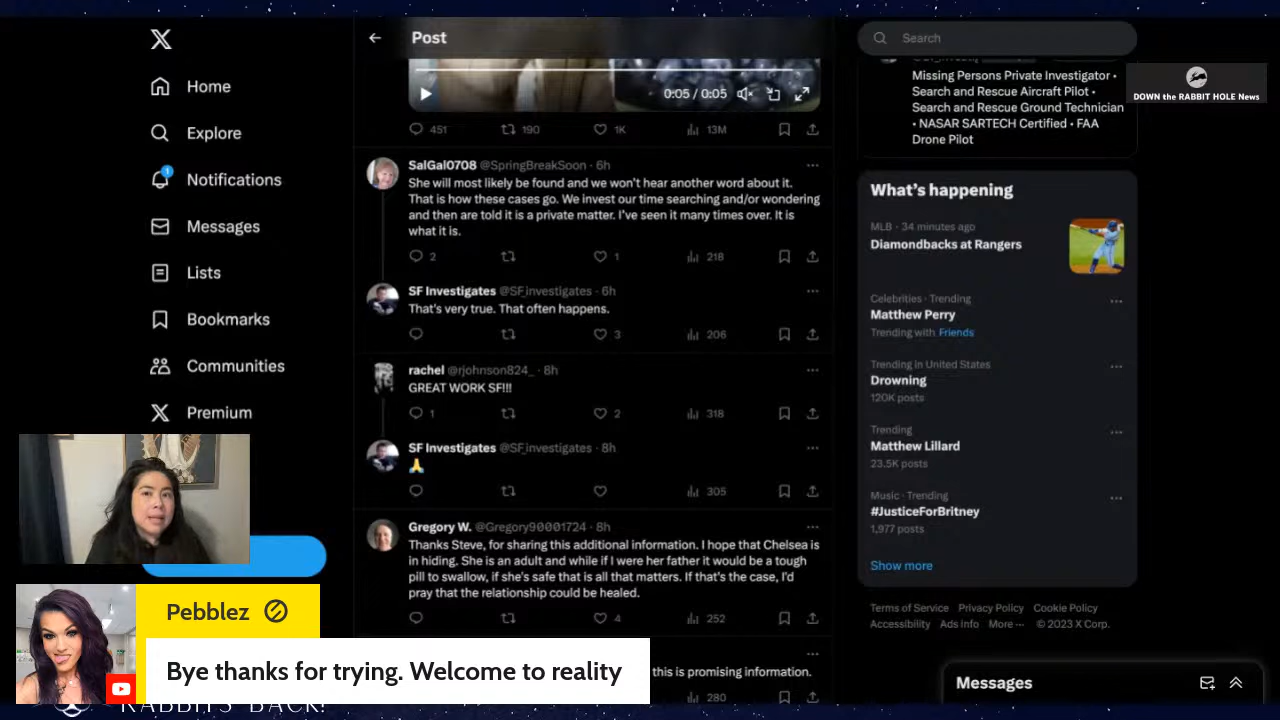 Post
Search
0:05 / 0:05
Missing Persons Private Investigator •
Search and Rescue Aircraft Pilot •
Search and Rescue Ground Technician
• NASAR SARTECH Certified • FAA
Drone Pilot
DOWN the RABBIT HOLE News
Home
Explore
1
Notifications
Messages
Lists
Bookmarks
Communities
Premium
451 190 1K 13M
SalGal0708 @SpringBreakSoon · 6h
She will most likely be found and we won't hear another word about it.
That is how these cases go. We invest our time searching and/or wondering
and then are told it is a private matter. I've seen it many times over. It is
what it is.
2 1 218
SF Investigates @SF_investigates · 6h
That's very true. That often happens.
3 206
rachel @rjohnson824_ · 8h
GREAT WORK SF!!!
1 2 318
SF Investigates @SF_investigates · 8h
🙏
305
Gregory W. @Gregory90001724 · 8h
Thanks Steve, for sharing this additional information. I hope that Chelsea is
in hiding. She is an adult and while if I were her father it would be a tough
pill to swallow, if she's safe that is all that matters. If that's the case, I'd
pray that the relationship could be healed.
4 252
this is promising information.
280
What's happening
MLB · 34 minutes ago
Diamondbacks at Rangers
Celebrities · Trending
Matthew Perry
Trending with Friends
Trending in United States
Drowning
120K posts
Trending
Matthew Lillard
23.5K posts
Music · Trending
#JusticeForBritney
1,977 posts
Show more
Terms of Service Privacy Policy Cookie Policy
Accessibility Ads info More ··· © 2023 X Corp.
Messages
Pebblez
Bye thanks for trying. Welcome to reality
RABBITS BACK!